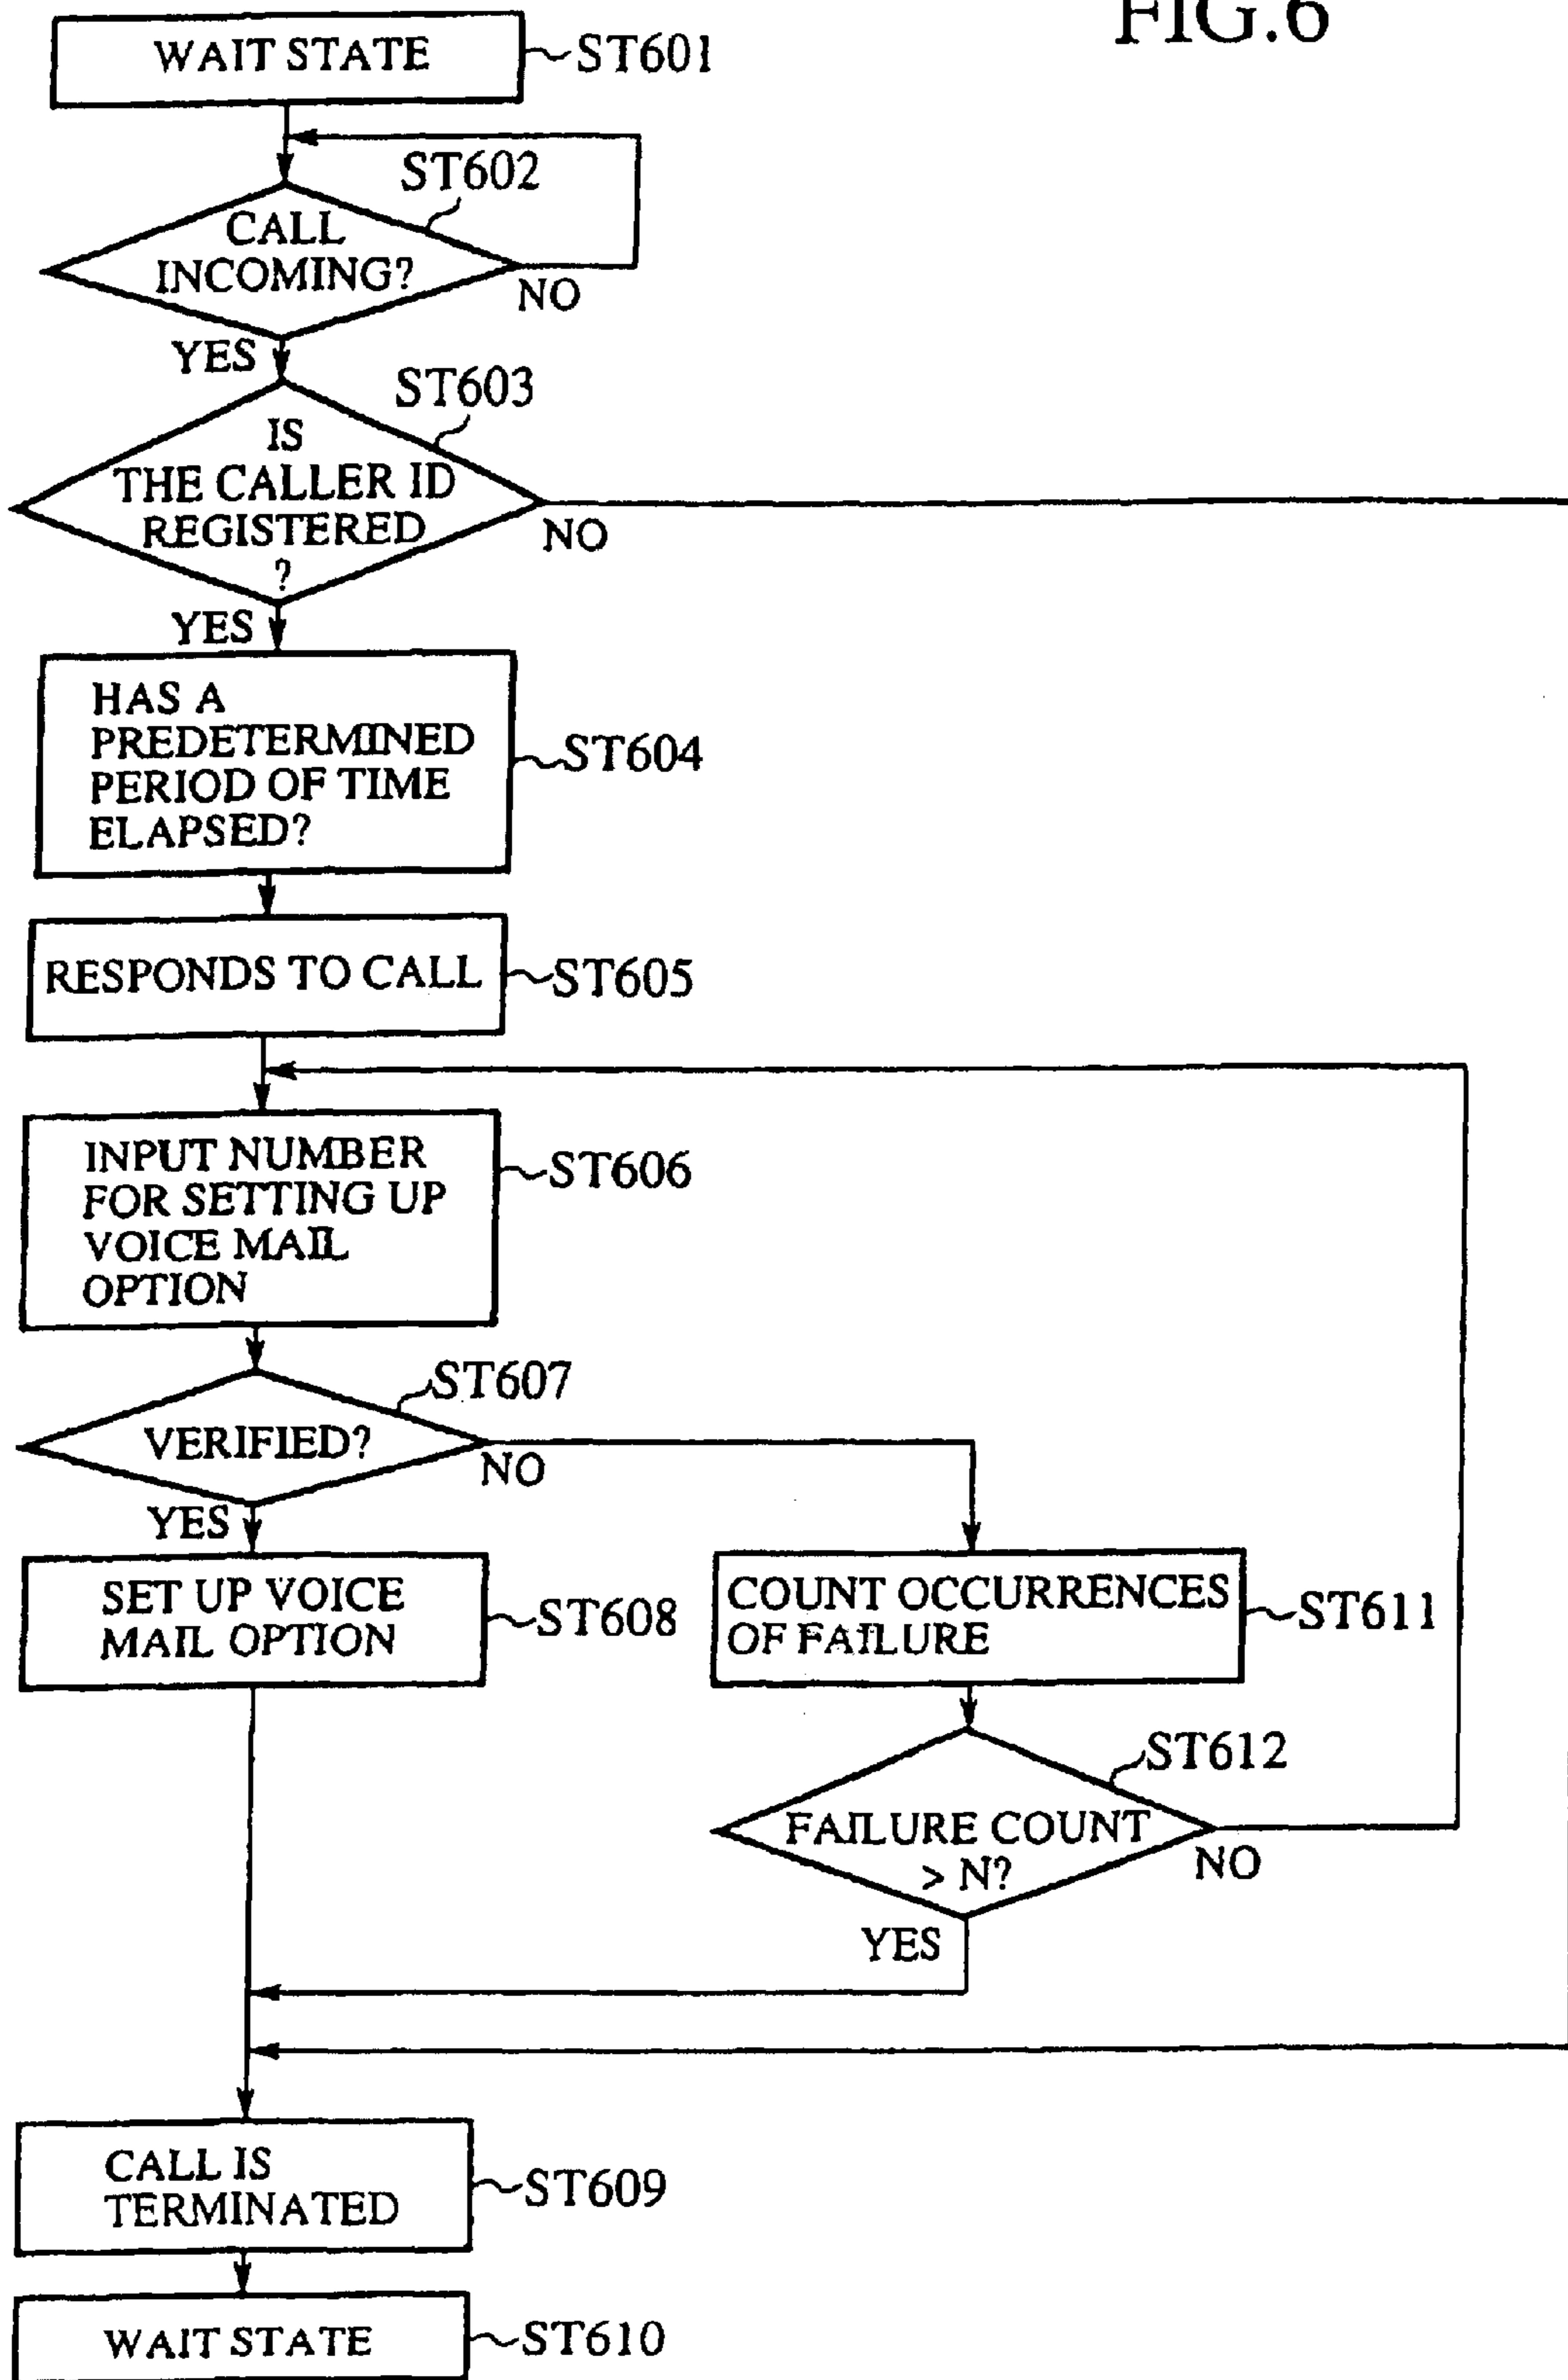 FIG.6
WAIT STATE
ST601
ST602
CALL
INCOMING?
NO
YES
ST603
IS
THE CALLER ID
REGISTERED
?
NO
YES
HAS A
PREDETERMINED
PERIOD OF TIME
ELAPSED?
ST604
RESPONDS TO CALL
ST605
INPUT NUMBER
FOR SETTING UP
VOICE MAIL
OPTION
ST606
ST607
VERIFIED?
NO
YES
SET UP VOICE
MAIL OPTION
ST608
COUNT OCCURRENCES
OF FAILURE
ST611
ST612
FAILURE COUNT
> N?
NO
YES
CALL IS
TERMINATED
ST609
WAIT STATE
ST610